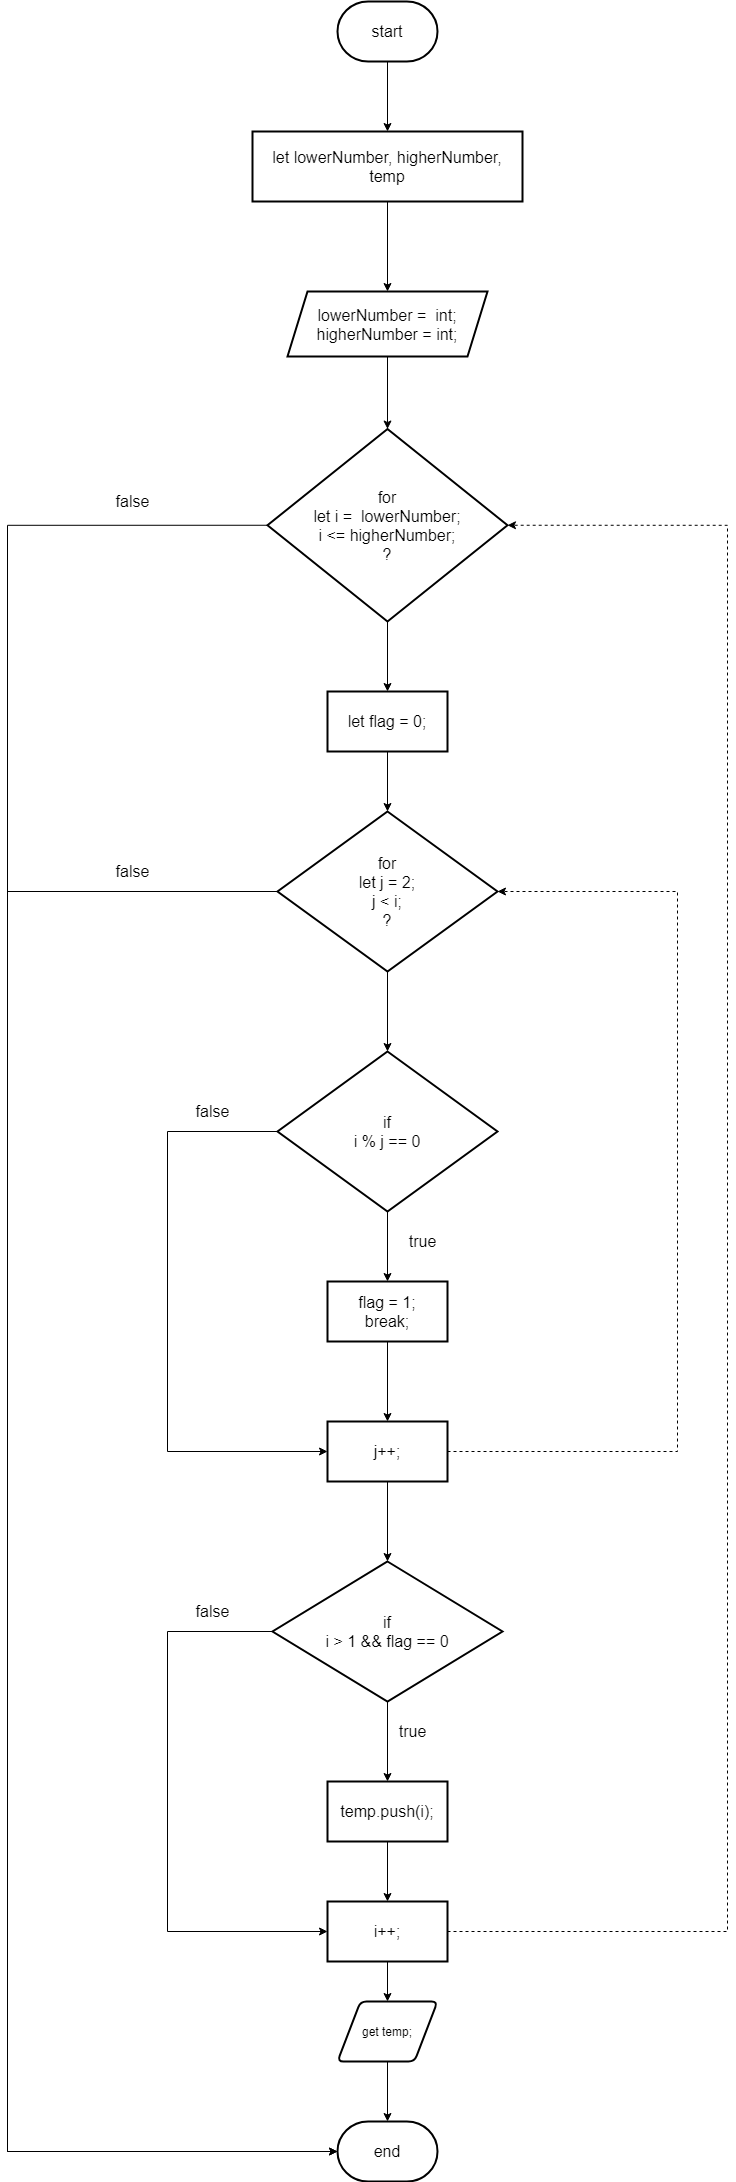 start
let lowerNumber, higherNumber,
temp
lowerNumber = int;
higherNumber = int;
false
for
let i = lowerNumber;
i <= higherNumber;
?
let flag = 0;
false
for
let j = 2;
j < i;
?
false
if
i % j == 0
true
flag = 1;
break;
j++;
false
if
i > 1 && flag == 0
true
temp.push(i);
i++;
get temp;
end